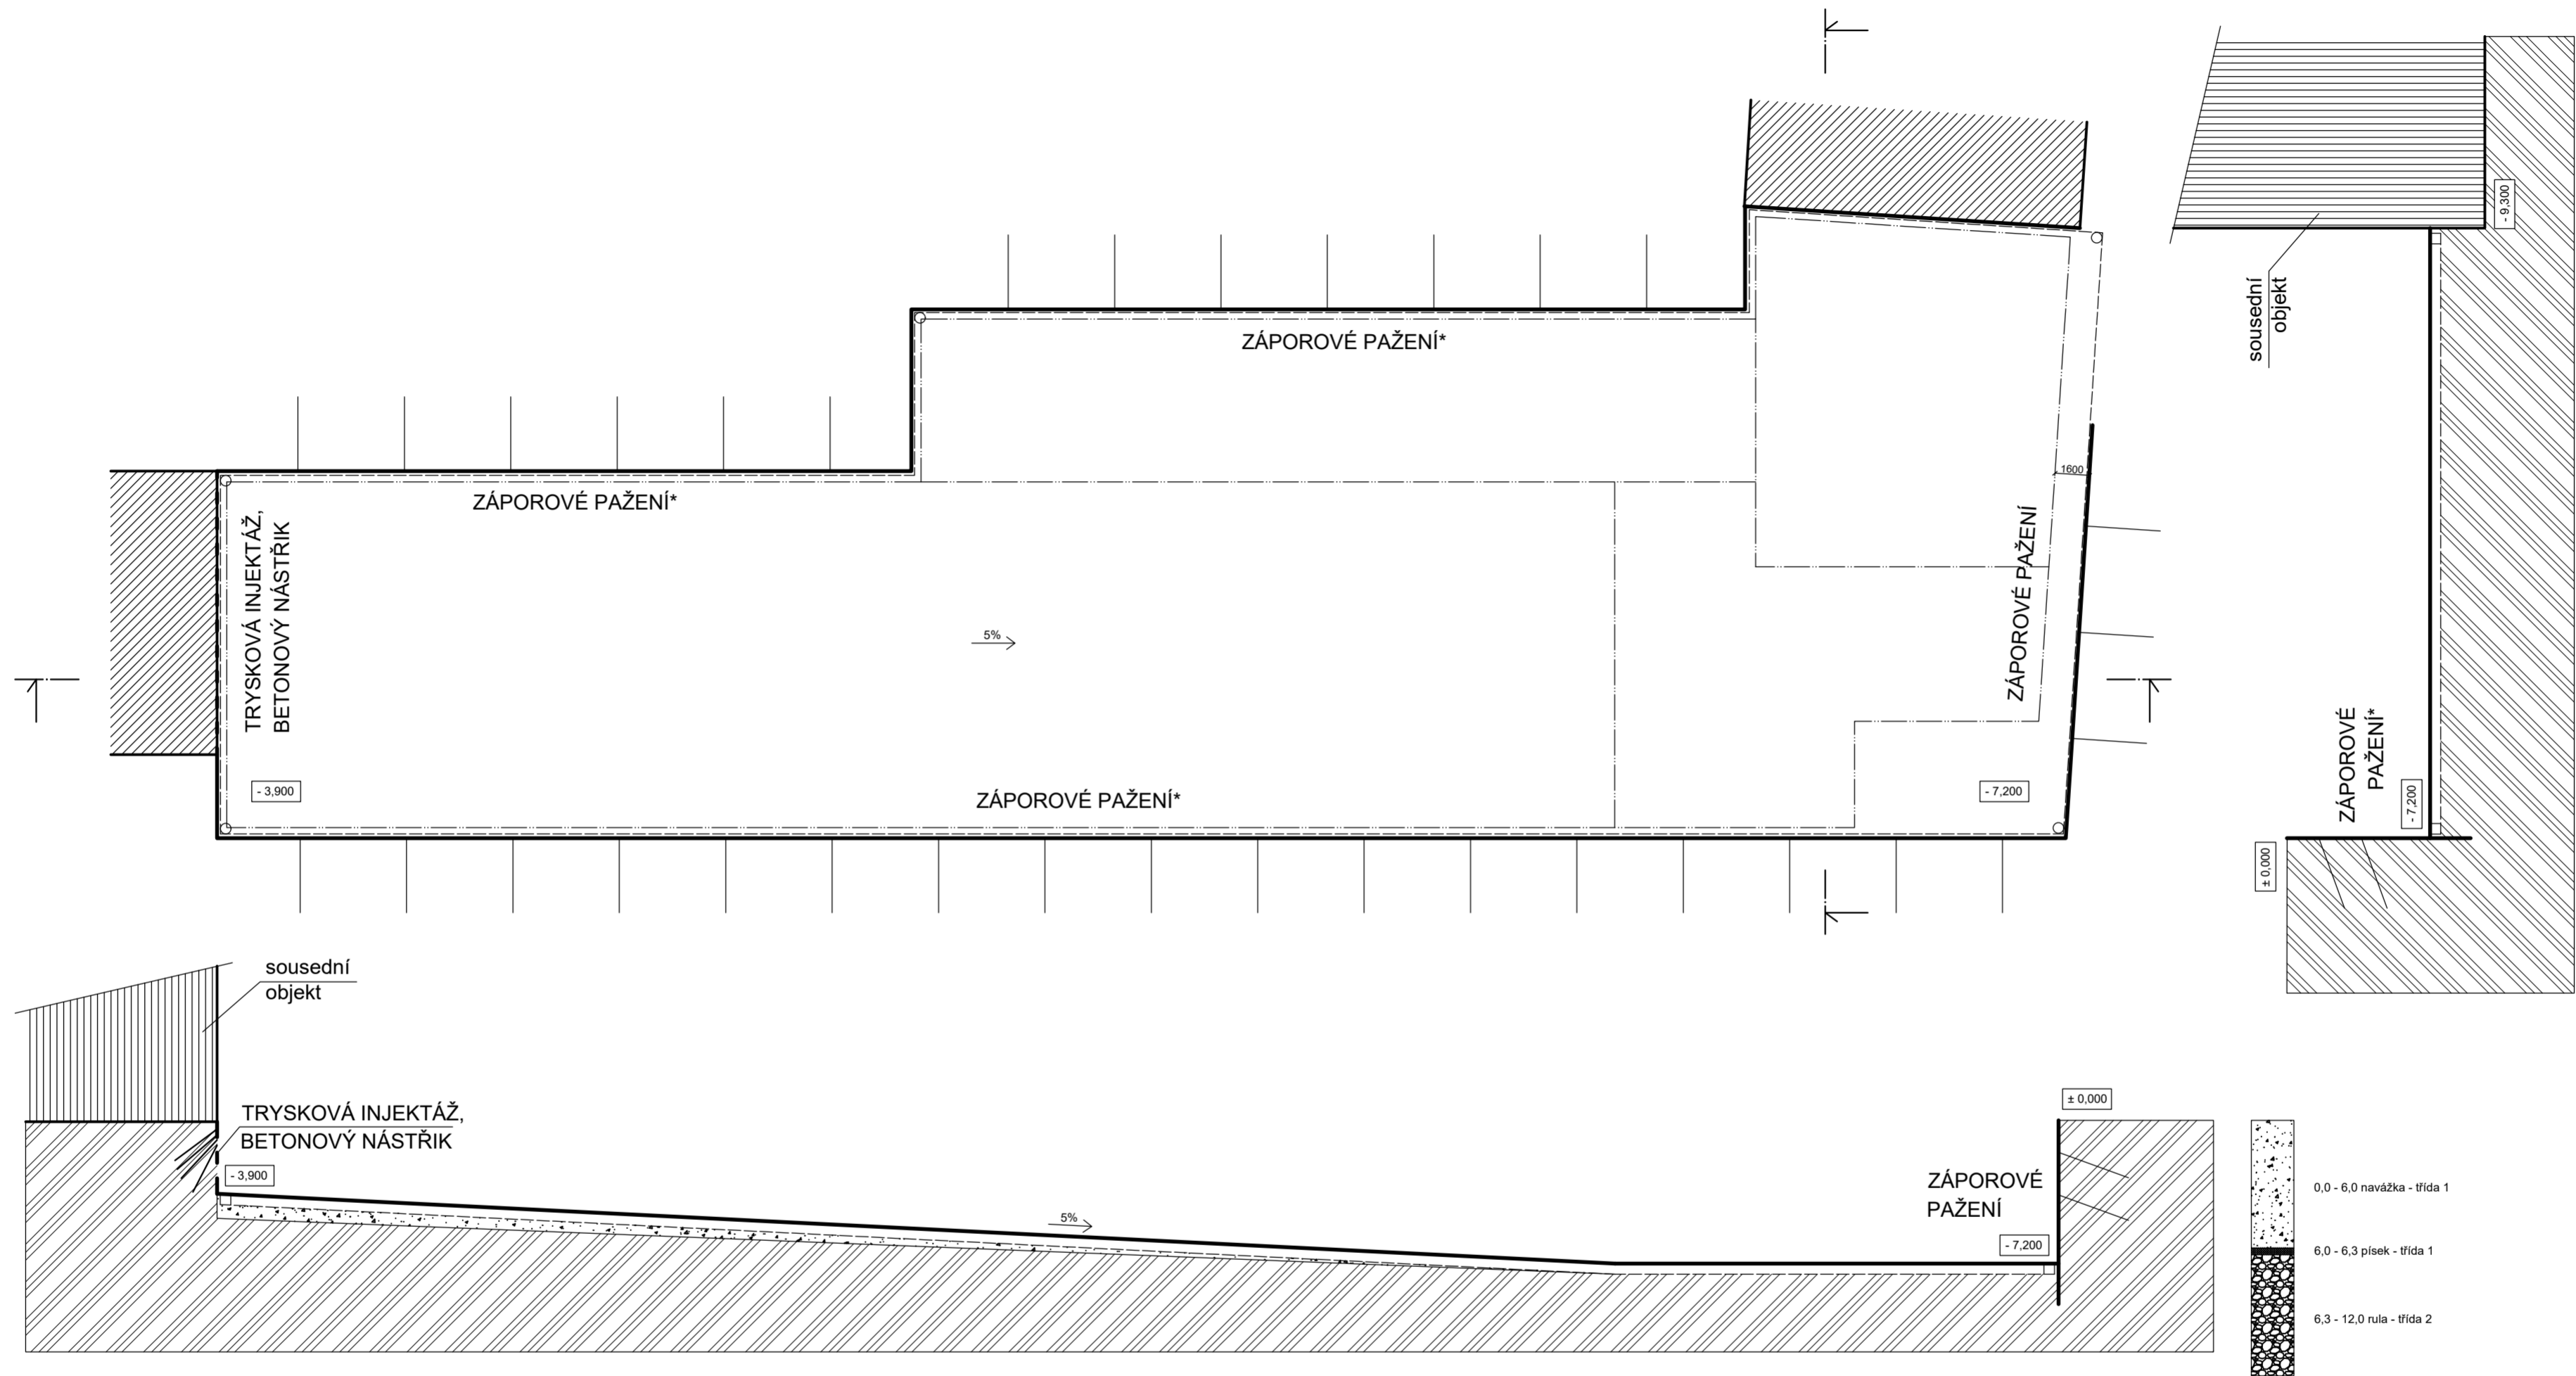 - 9,300
sousední
objekt
ZÁPOROVÉ PAŽENÍ*
1600
ZÁPOROVÉ PAŽENÍ*
TRYSKOVÁ INJEKTÁŽ,
BETONOVÝ NÁSTŘIK
ZÁPOROVÉ PAŽENÍ
5%
ZÁPOROVÉ
PAŽENÍ*
- 3,900
ZÁPOROVÉ PAŽENÍ*
- 7,200
- 7,200
± 0,000
sousední
objekt
TRYSKOVÁ INJEKTÁŽ,
BETONOVÝ NÁSTŘIK
- 3,900
5%
± 0,000
ZÁPOROVÉ
PAŽENÍ
- 7,200
0,0 - 6,0 navážka - třída 1
6,0 - 6,3 písek - třída 1
6,3 - 12,0 rula - třída 2